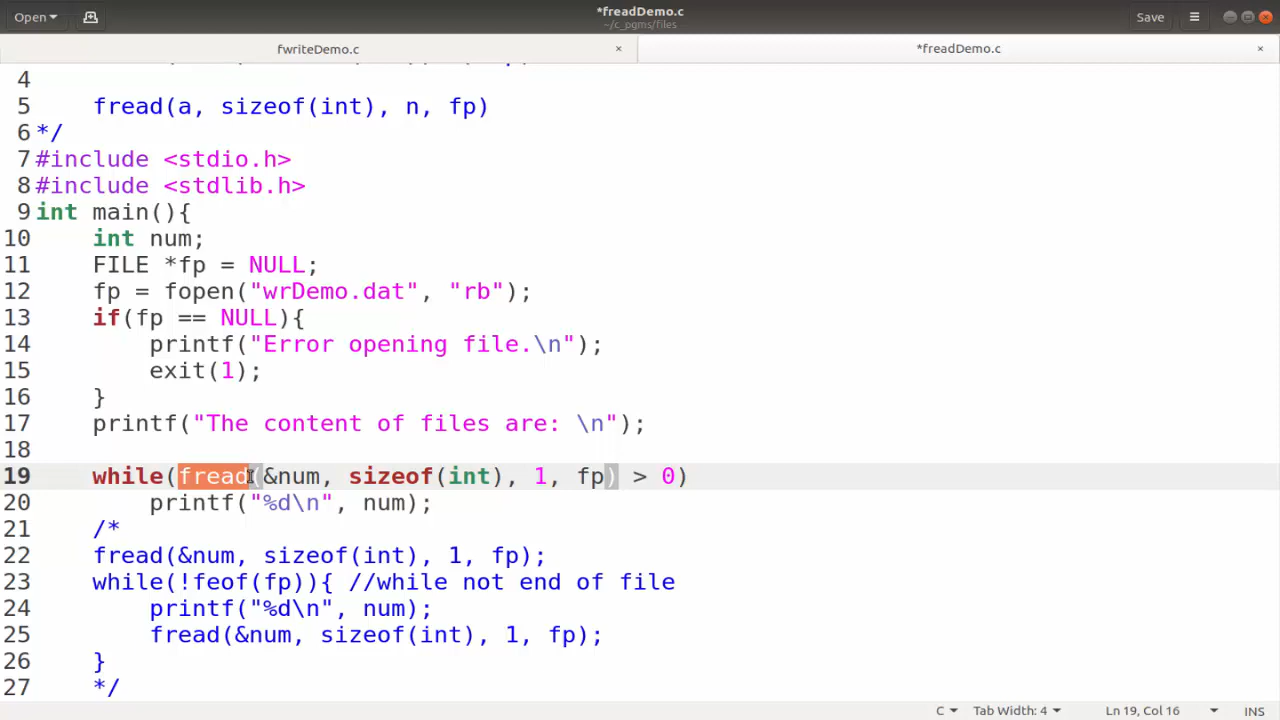 Open
*freadDemo.c
~/c_pgms/files
Save
fwriteDemo.c ×
*freadDemo.c ×
4
5 fread(a, sizeof(int), n, fp)
6 */
7 #include <stdio.h>
8 #include <stdlib.h>
9 int main(){
10 int num;
11 FILE *fp = NULL;
12 fp = fopen("wrDemo.dat", "rb");
13 if(fp == NULL){
14 printf("Error opening file.\n");
15 exit(1);
16 }
17 printf("The content of files are: \n");
18
19 while(fread(&num, sizeof(int), 1, fp) > 0)
20 printf("%d\n", num);
21 /*
22 fread(&num, sizeof(int), 1, fp);
23 while(!feof(fp)){ //while not end of file
24 printf("%d\n", num);
25 fread(&num, sizeof(int), 1, fp);
26 }
27 */
C Tab Width: 4 Ln 19, Col 16 INS